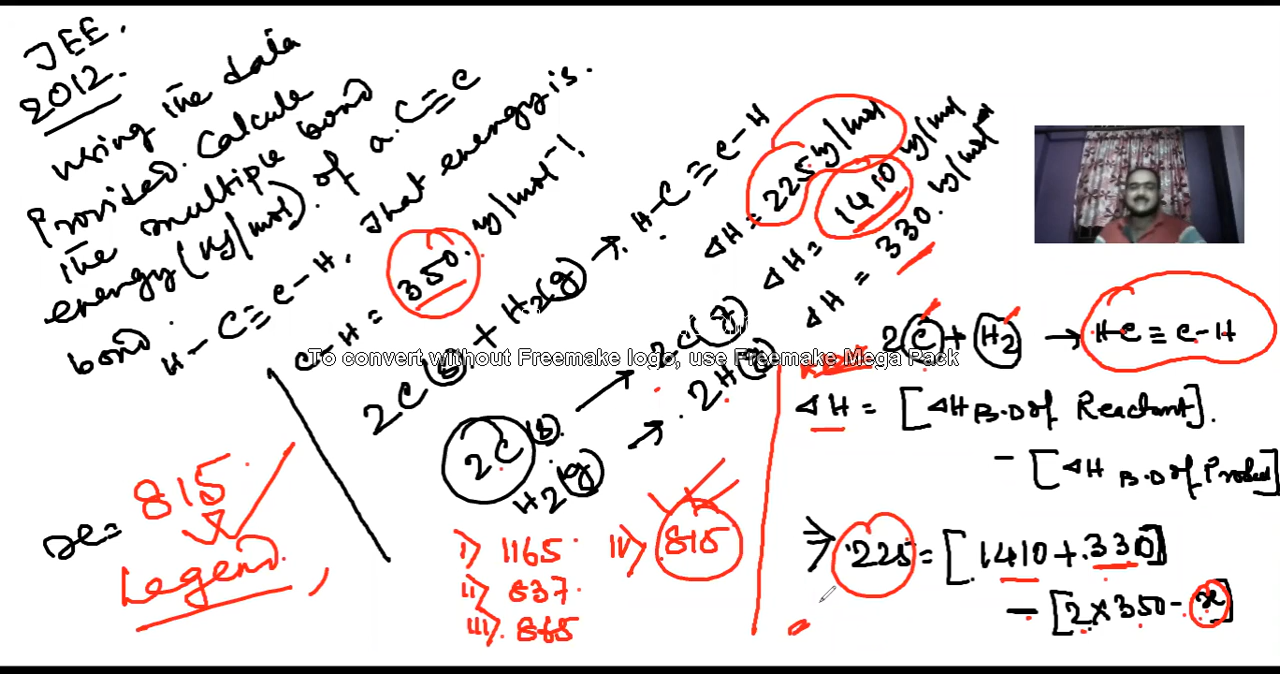 JEE.
2012.
using the data
Provided. Calcule
the multiple bond
energy (kJ/mol). of a. C≡C
bond. H-C≡C-H, That energy is.
C-H = 350. kJ/mol⁻¹,
2C(s) + H2(g) → H-C≡C-H
ΔH = 225 kJ/mol
2C(s). → 2C(g) ΔH = 1410 kJ/mol
H2(g) → 2H(g) ΔH = 330. kJ/mol⁻¹
To convert without Freemake logo, use Freemake Mega Pack
2C + H2 → HC≡C-H
ΔH = [ΔH B.D of Reactant].
- [ΔH B.D of Product]
⇒ 225 = [1410 + 330]
- [2×350 - x]
i) 1165
ii) 837
iii) 865
iv) 815
x = 815
Legend.